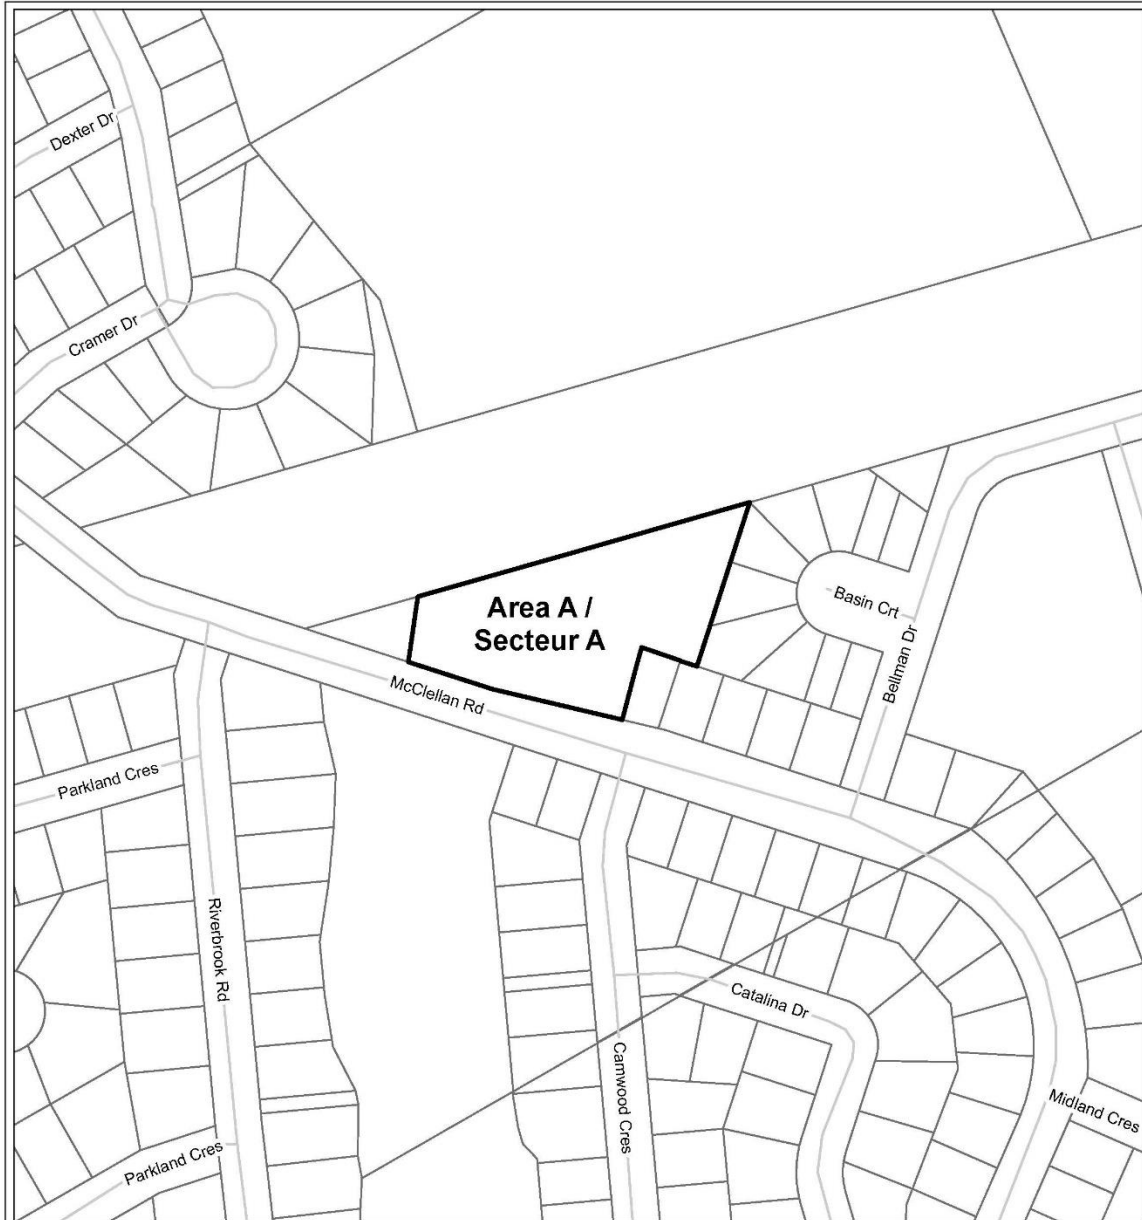 Dexter Dr
Cramer Dr
Area A /
Secteur A
Basin Crt
Bellman Dr
McClellan Rd
Parkland Cres
Riverbrook Rd
Catalina Dr
Camwood Cres
Midland Cres
Parkland Cres